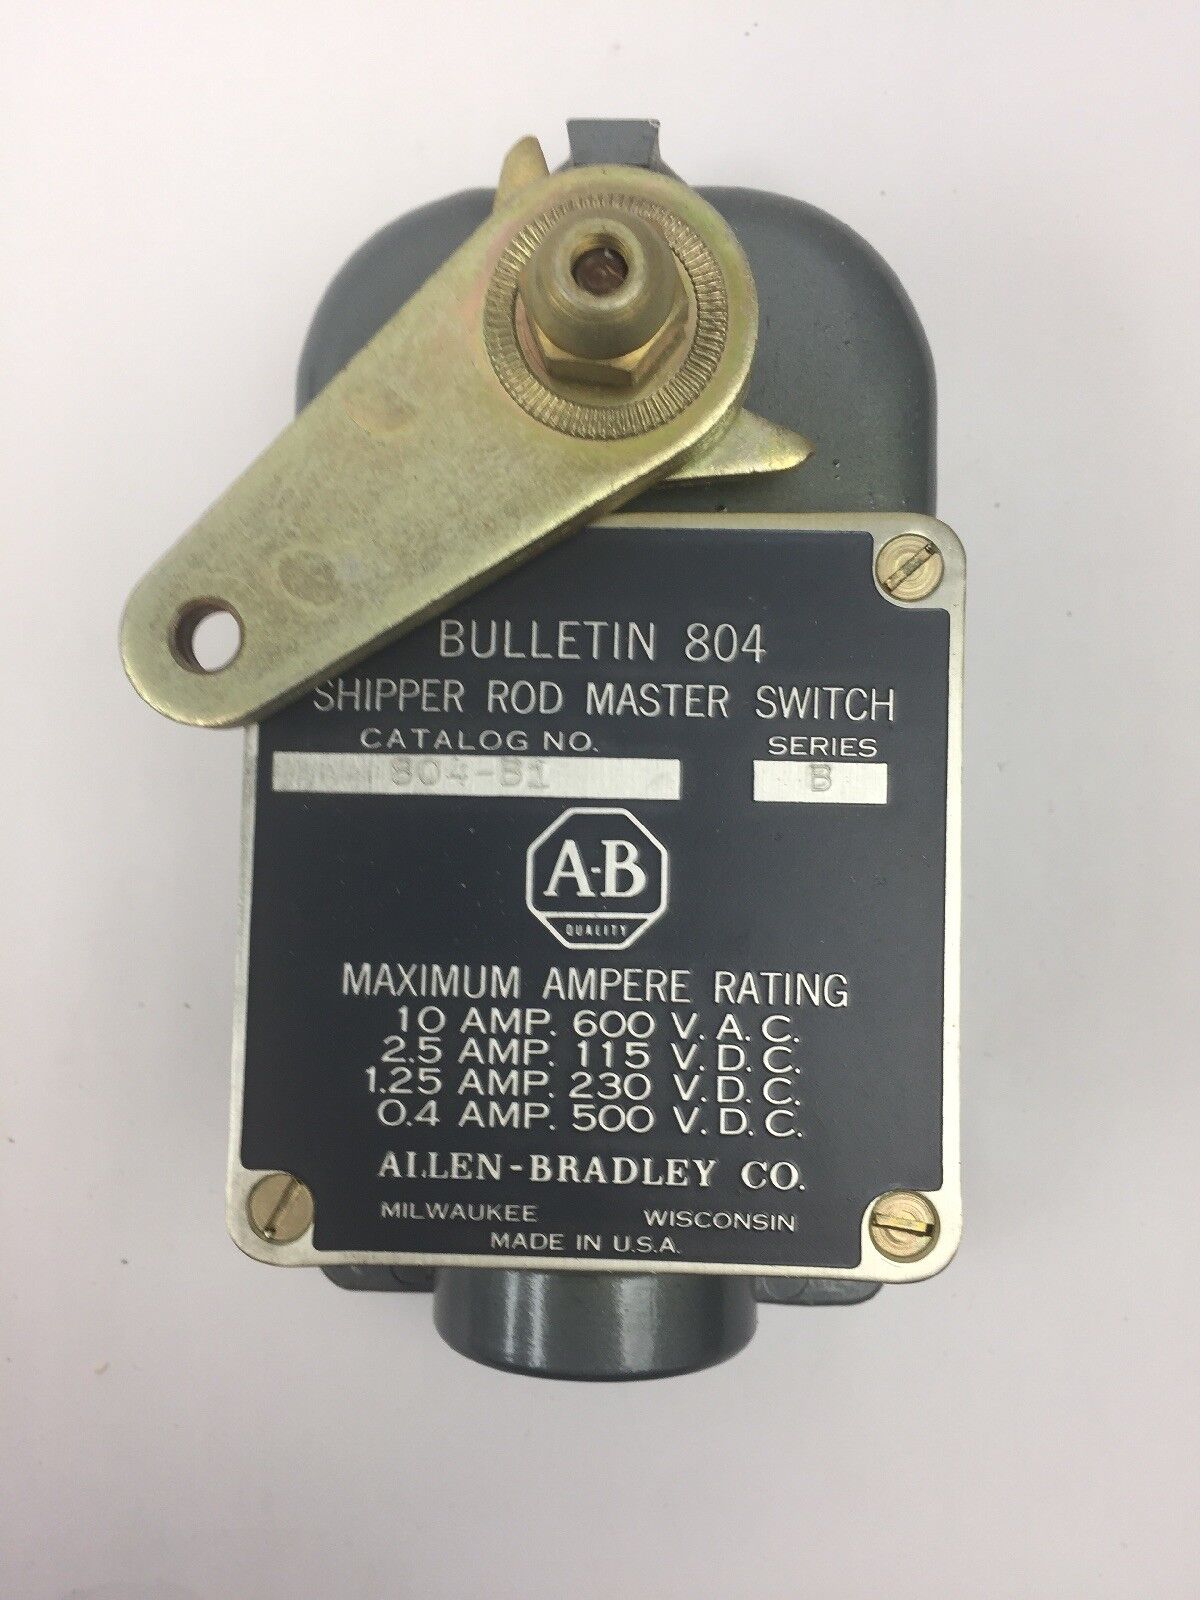 BULLETIN 804
SHIPPER ROD MASTER SWITCH
CATALOG NO. SERIES
804-B1 B
A-B
QUALITY
MAXIMUM AMPERE RATING
10 AMP. 600 V. A. C.
2.5 AMP. 115 V. D. C.
1.25 AMP. 230 V. D. C.
0.4 AMP. 500 V. D. C.
ALLEN-BRADLEY CO.
MILWAUKEE WISCONSIN
MADE IN U.S.A.